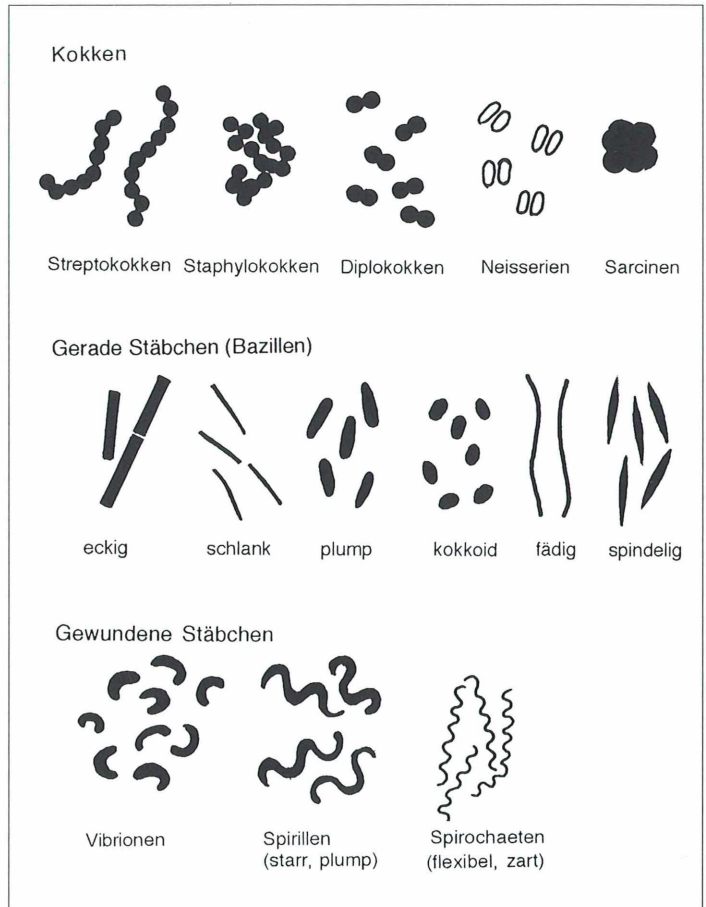 Kokken
Streptokokken Staphylokokken Diplokokken Neisserien Sarcinen
Gerade Stäbchen (Bazillen)
eckig schlank plump kokkoid fädig spindelig
Gewundene Stäbchen
Vibrionen Spirillen Spirochaeten
(starr, plump) (flexibel, zart)